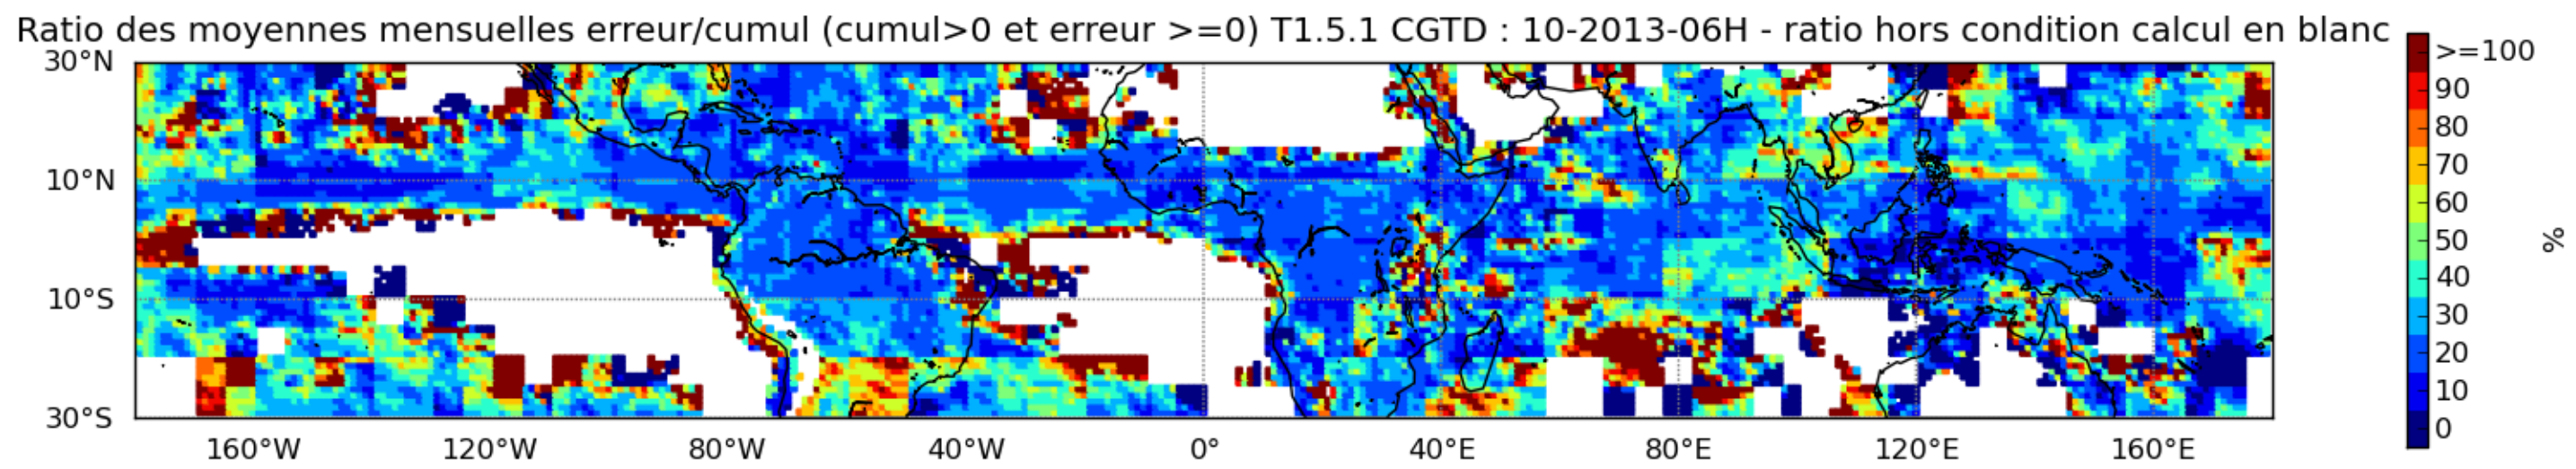 Ratio des moyennes mensuelles erreur/cumul (cumul>0 et erreur >=0) T1.5.1 CGTD : 10-2013-06H - ratio hors condition calcul en blanc
30°N
10°N
10°S
30°S
160°W 120°W 80°W 40°W 0° 40°E 80°E 120°E 160°E
>=100
90
80
70
60
50
40
30
20
10
0
%